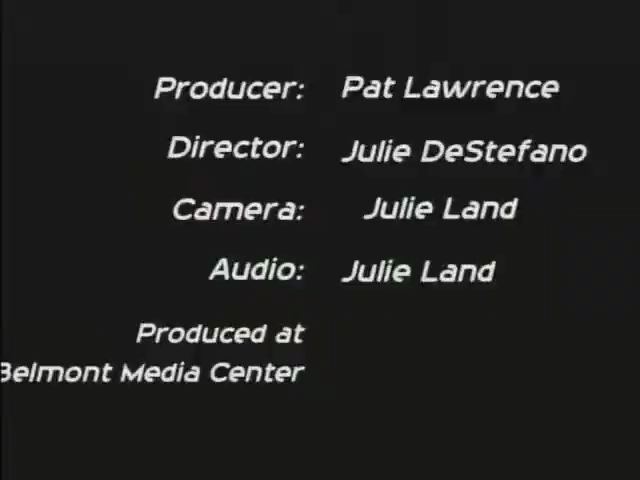 Producer: Pat Lawrence
Director: Julie DeStefano
Camera: Julie Land
Audio: Julie Land
Produced at
Belmont Media Center